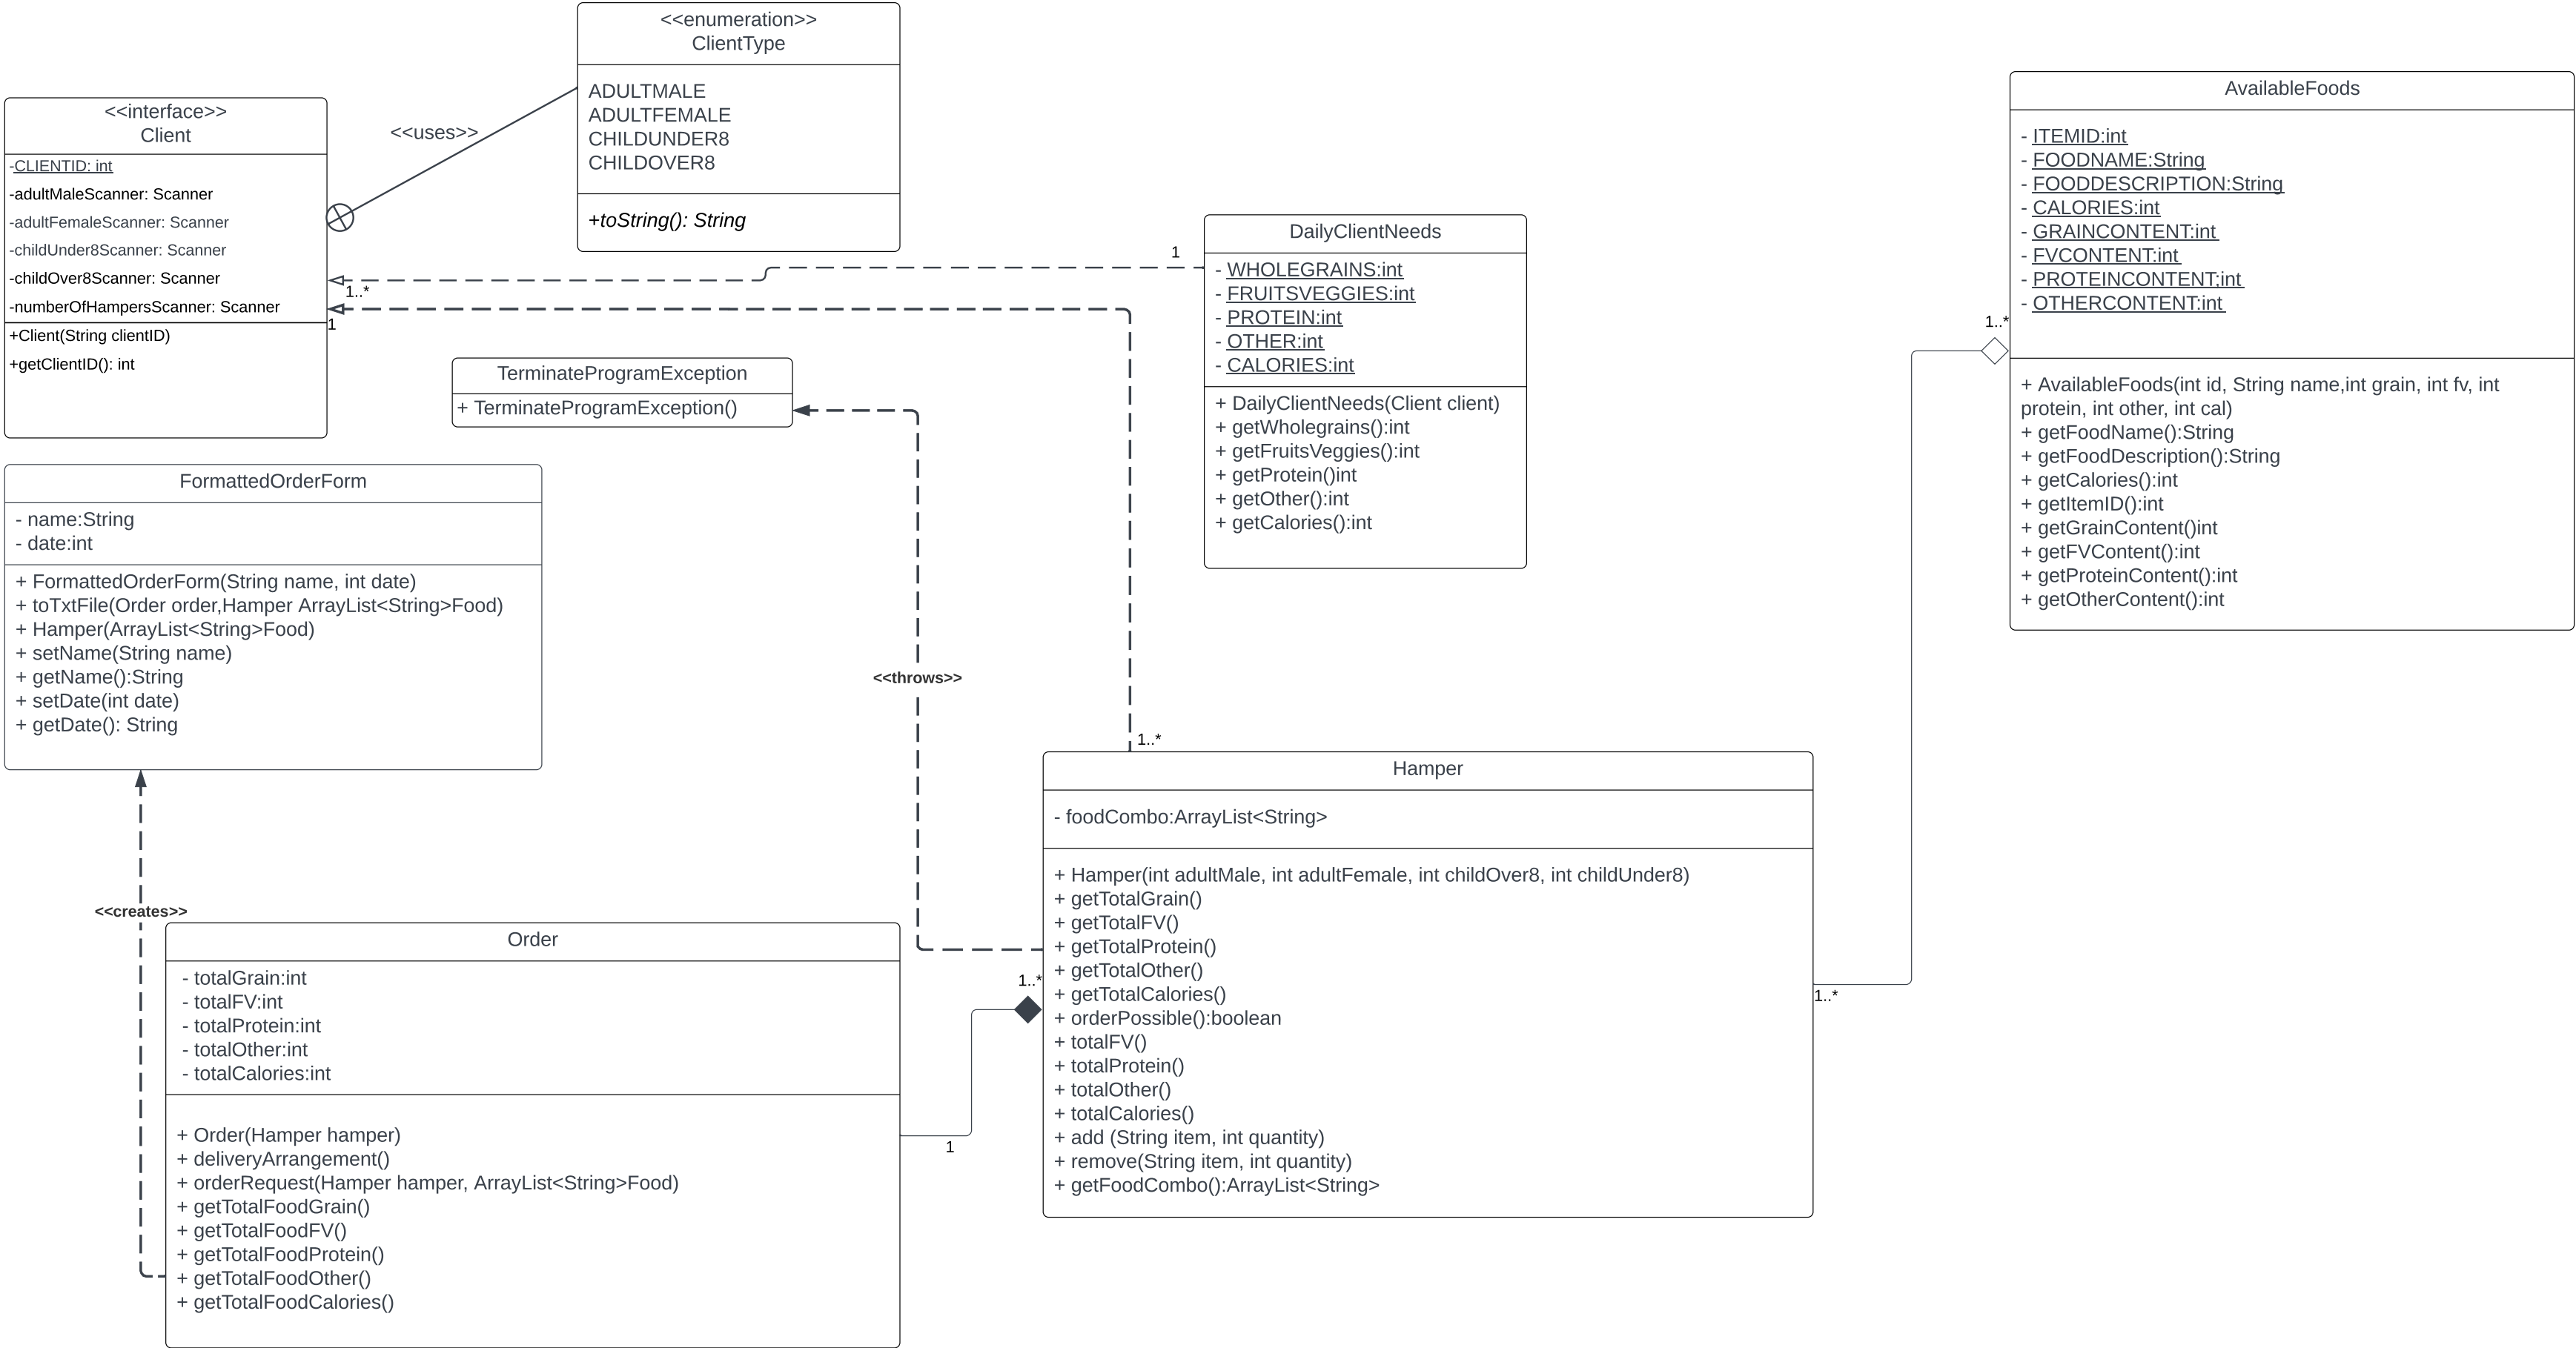 <<enumeration>>
ClientType
ADULTMALE
ADULTFEMALE
CHILDUNDER8
CHILDOVER8
+toString(): String
<<uses>>
<<interface>>
Client
-CLIENTID: int
-adultMaleScanner: Scanner
-adultFemaleScanner: Scanner
-childUnder8Scanner: Scanner
-childOver8Scanner: Scanner
-numberOfHampersScanner: Scanner
+Client(String clientID)
+getClientID(): int
1..*
1
1
DailyClientNeeds
- WHOLEGRAINS:int
- FRUITSVEGGIES:int
- PROTEIN:int
- OTHER:int
- CALORIES:int
+ DailyClientNeeds(Client client)
+ getWholegrains():int
+ getFruitsVeggies():int
+ getProtein()int
+ getOther():int
+ getCalories():int
AvailableFoods
- ITEMID:int
- FOODNAME:String
- FOODDESCRIPTION:String
- CALORIES:int
- GRAINCONTENT:int
- FVCONTENT:int
- PROTEINCONTENT:int
- OTHERCONTENT:int
1..*
+ AvailableFoods(int id, String name,int grain, int fv, int
protein, int other, int cal)
+ getFoodName():String
+ getFoodDescription():String
+ getCalories():int
+ getItemID():int
+ getGrainContent()int
+ getFVContent():int
+ getProteinContent():int
+ getOtherContent():int
TerminateProgramException
+ TerminateProgramException()
<<throws>>
FormattedOrderForm
- name:String
- date:int
+ FormattedOrderForm(String name, int date)
+ toTxtFile(Order order,Hamper ArrayList<String>Food)
+ Hamper(ArrayList<String>Food)
+ setName(String name)
+ getName():String
+ setDate(int date)
+ getDate(): String
<<creates>>
1..*
Hamper
- foodCombo:ArrayList<String>
+ Hamper(int adultMale, int adultFemale, int childOver8, int childUnder8)
+ getTotalGrain()
+ getTotalFV()
+ getTotalProtein()
+ getTotalOther()
+ getTotalCalories()
+ orderPossible():boolean
+ totalFV()
+ totalProtein()
+ totalOther()
+ totalCalories()
+ add (String item, int quantity)
+ remove(String item, int quantity)
+ getFoodCombo():ArrayList<String>
1..*
1..*
1
Order
- totalGrain:int
- totalFV:int
- totalProtein:int
- totalOther:int
- totalCalories:int
+ Order(Hamper hamper)
+ deliveryArrangement()
+ orderRequest(Hamper hamper, ArrayList<String>Food)
+ getTotalFoodGrain()
+ getTotalFoodFV()
+ getTotalFoodProtein()
+ getTotalFoodOther()
+ getTotalFoodCalories()